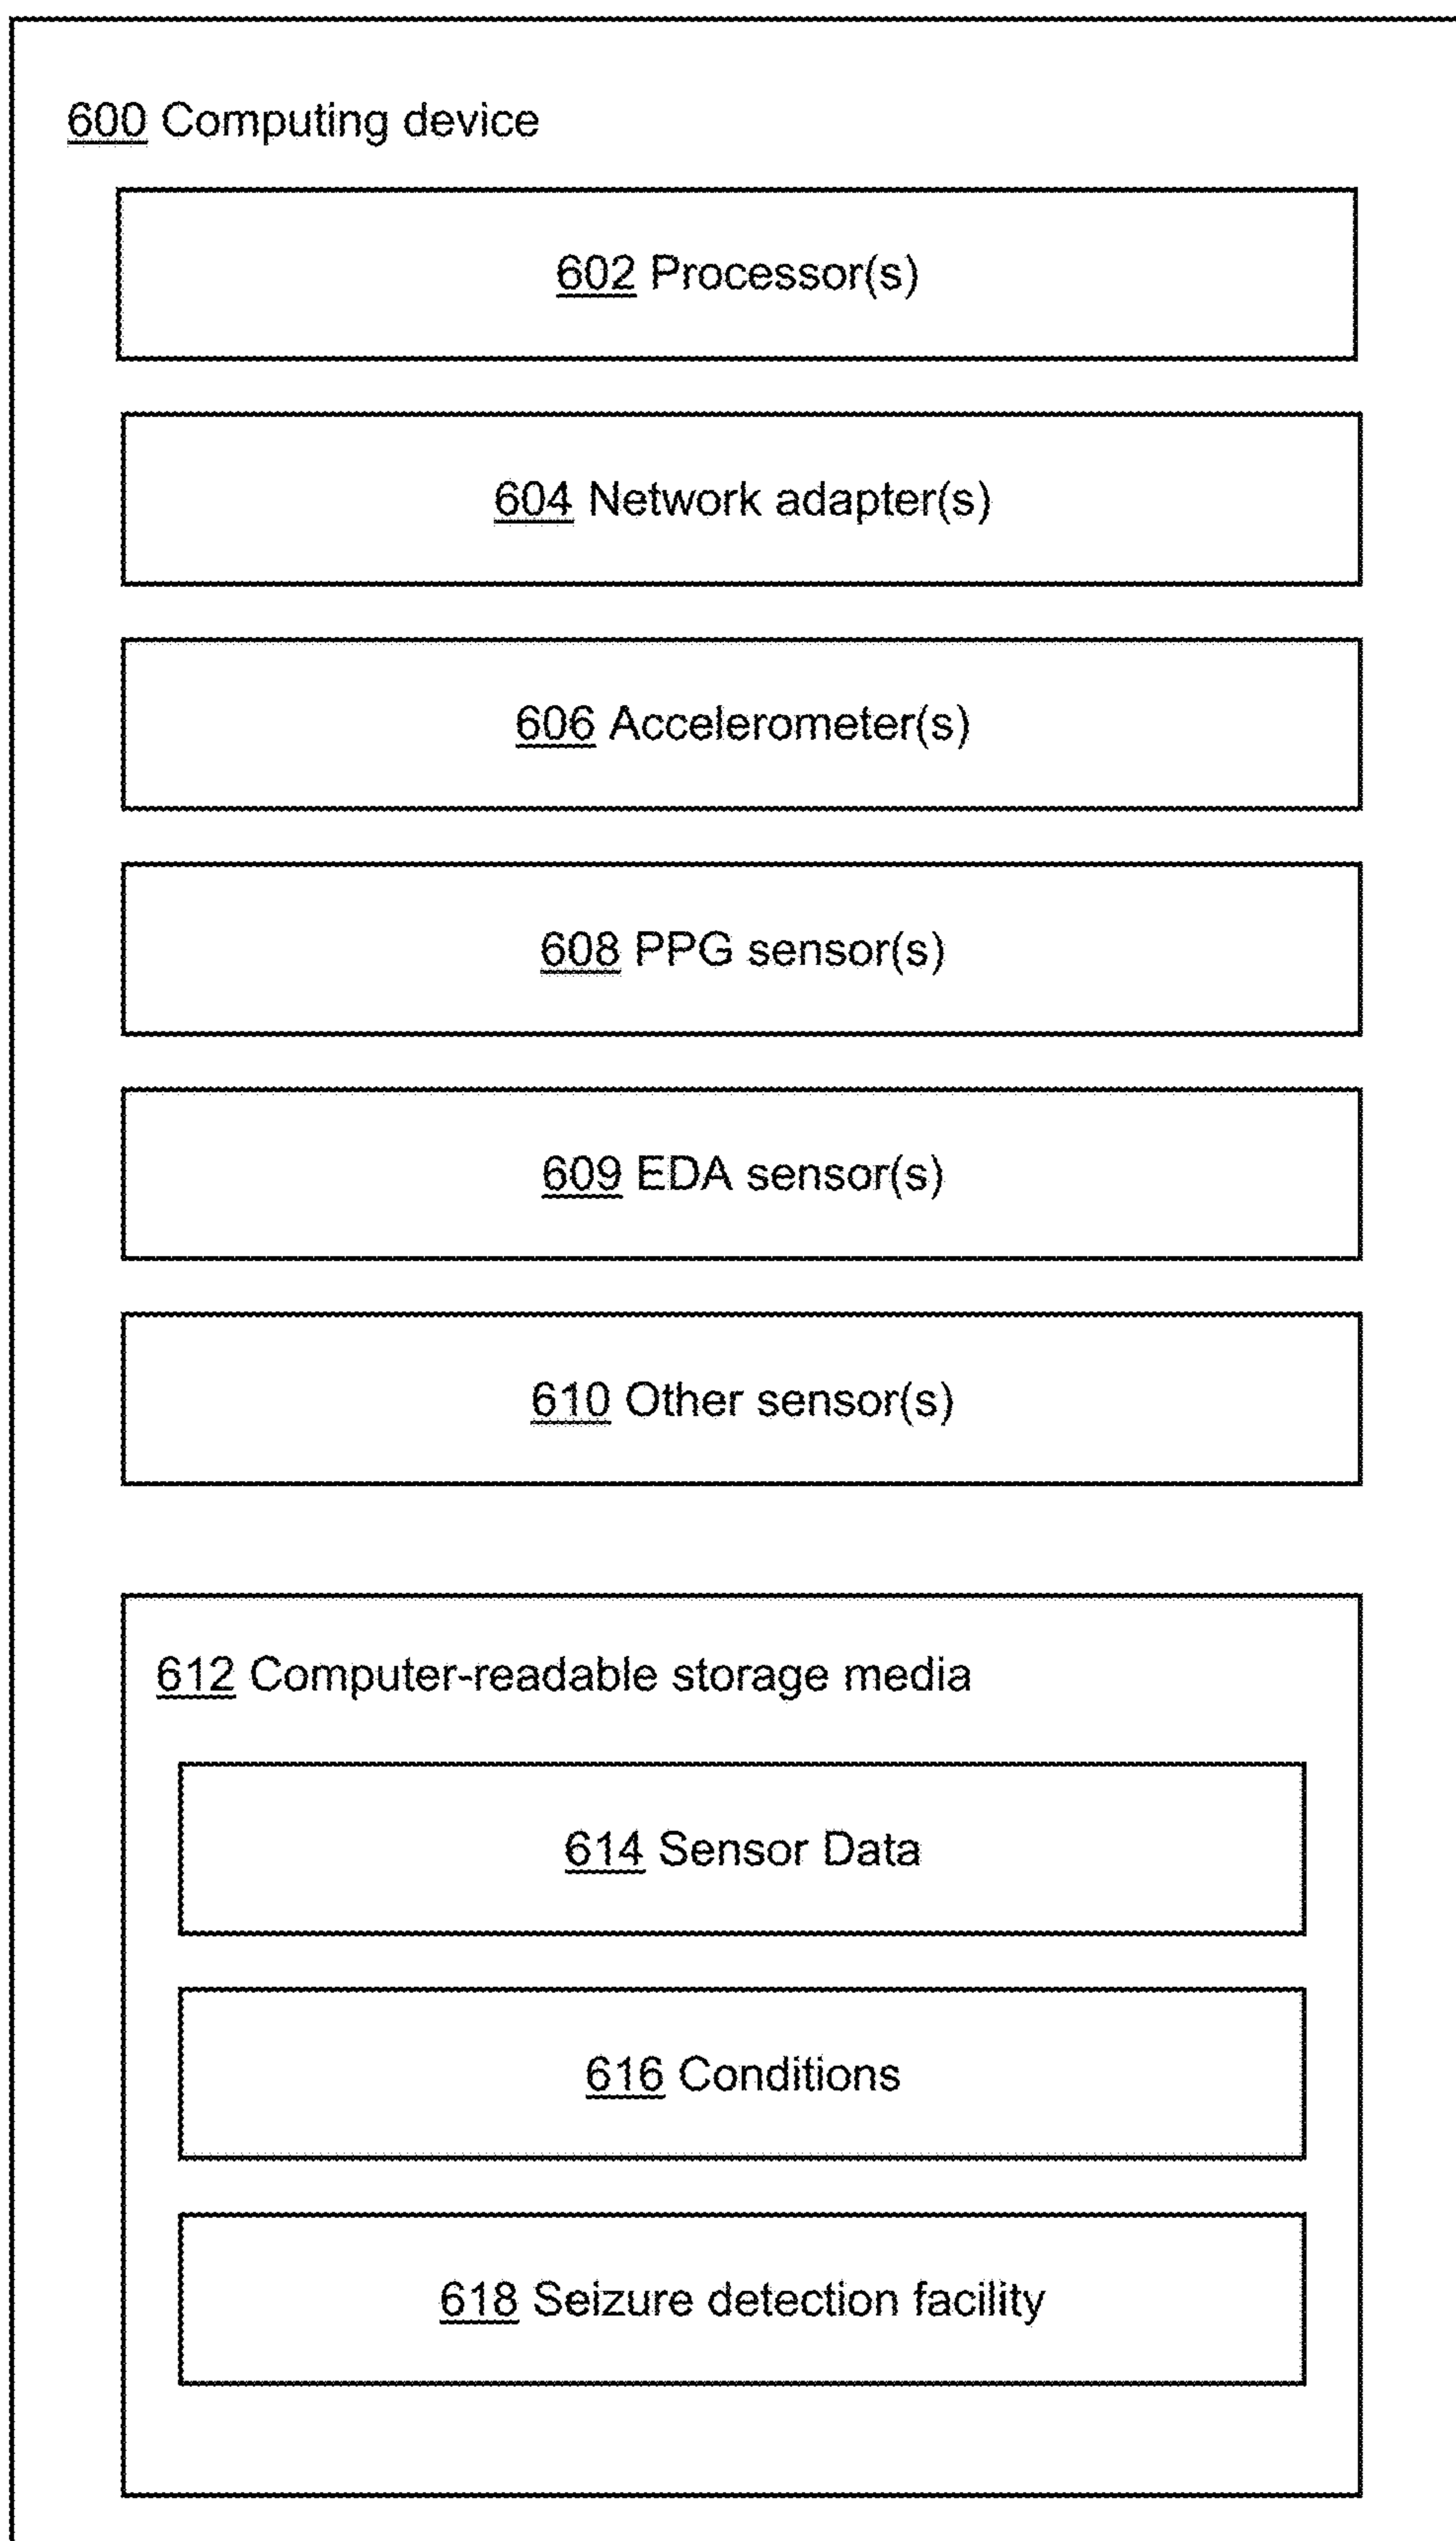 600 Computing device
602 Processor(s)
604 Network adapter(s)
606 Accelerometer(s)
608 PPG sensor(s)
609 EDA sensor(s)
610 Other sensor(s)
612 Computer-readable storage media
614 Sensor Data
616 Conditions
618 Seizure detection facility